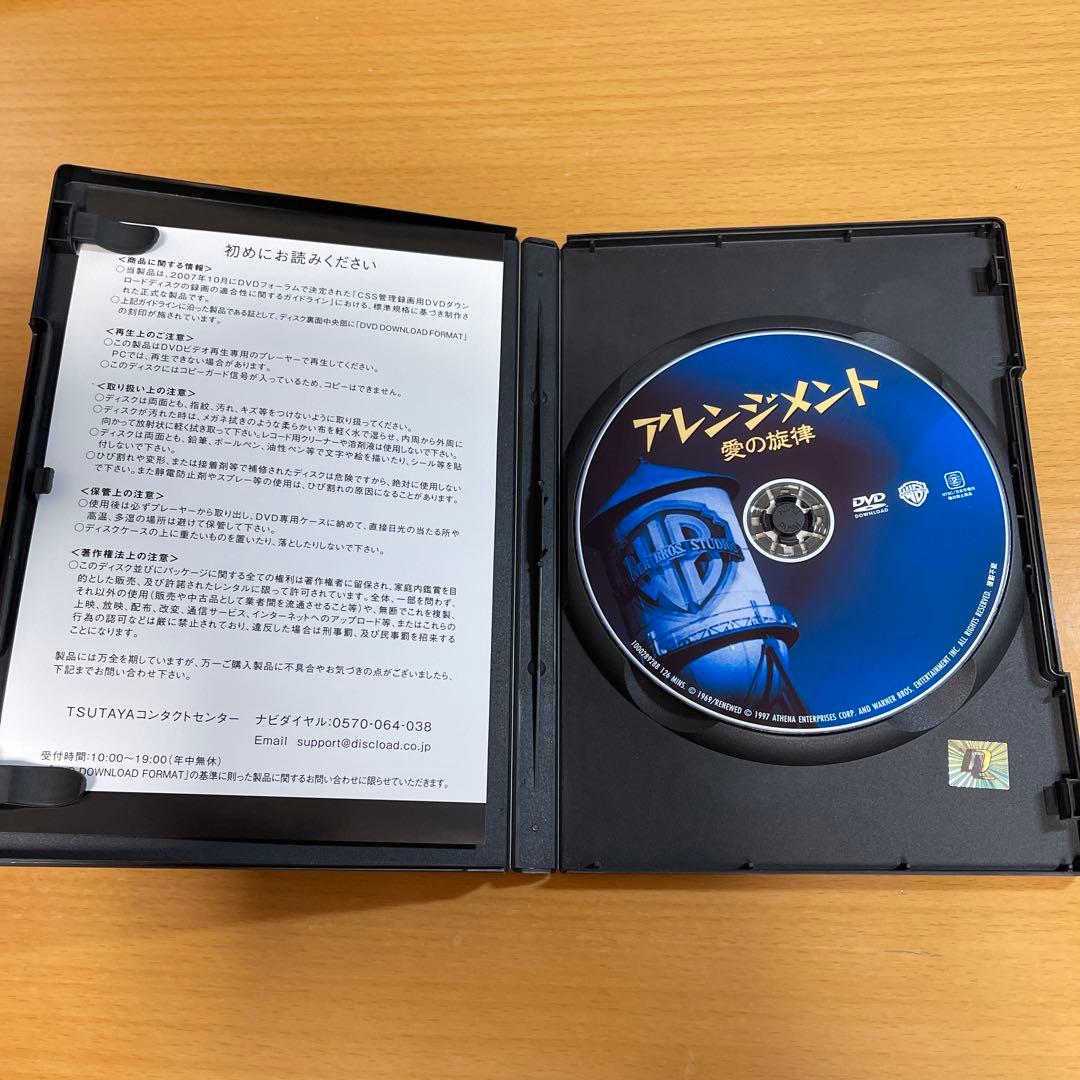 初めにお読みください
<商品に関する情報>
○当製品は、2007年10月にDVDフォーラムで決定された「CSS管理録画用DVDダウン
ロードディスクの録画の適合性に関するガイドライン」における、標準規格に基づき制作さ
れた正式な製品です。
○上記ガイドラインに沿った製品である証として、ディスク裏面中央部に「DVD DOWNLOAD FORMAT」
の刻印が施されています。
<再生上のご注意>
○この製品はDVDビデオ再生専用のプレーヤーで再生してください。
PCでは、再生できない場合があります。
○このディスクにはコピーガード信号が入っているため、コピーはできません。
<取り扱い上の注意>
○ディスクは両面とも、指紋、汚れ、キズ等をつけないように取り扱ってください。
○ディスクが汚れた時は、メガネ拭きのような柔らかい布を軽く水で湿らせ、内周から外周に
向かって放射状に軽く拭き取って下さい。レコード用クリーナーや溶剤液は使用しないで下さい。
○ディスクは両面とも、鉛筆、ボールペン、油性ペン等で文字や絵を描いたり、シール等を貼
付しないで下さい。
○ひび割れや変形、または接着剤等で補修されたディスクは危険ですから、絶対に使用しない
で下さい。また静電防止剤やスプレー等の使用は、ひび割れの原因になることがあります。
<保管上の注意>
○使用後は必ずプレーヤーから取り出し、DVD専用ケースに納めて、直接日光の当たる所や
高温、多湿の場所は避けて保管して下さい。
○ディスクケースの上に重たいものを置いたり、落としたりしないで下さい。
<著作権法上の注意>
○このディスク並びにパッケージに関する全ての権利は著作権者に留保され、家庭内鑑賞を目
的とした販売、及び許諾されたレンタルに限って許可されています。全体、一部を問わず、
それ以外の使用(販売や中古品として業者間を流通させること等)や、無断でこれを複製、
上映、放映、配布、改変、通信サービス、インターネットへのアップロード等、またはこれらの
行為の認可などは厳に禁止されており、違反した場合は刑事罰、及び民事罰を招来する
ことになります。
製品には万全を期していますが、万一ご購入製品に不具合やお気づきの点がございましたら、
下記までお問い合わせ下さい。
TSUTAYAコンタクトセンター ナビダイヤル:0570-064-038
Email support@discload.co.jp
受付時間:10:00~19:00(年中無休)
DOWNLOAD FORMAT」の基準に則った製品に関するお問い合わせに限らせていただきます。
アレンジメント
愛の旋律
DVD
DOWNLOAD
WB
BROS. STUDIOS
1000289288 126 MINS. © 1969/RENEWED © 1997 ATHENA ENTERPRISES CORP. AND WARNER BROS. ENTERTAINMENT INC. ALL RIGHTS RESERVED. 複製不能